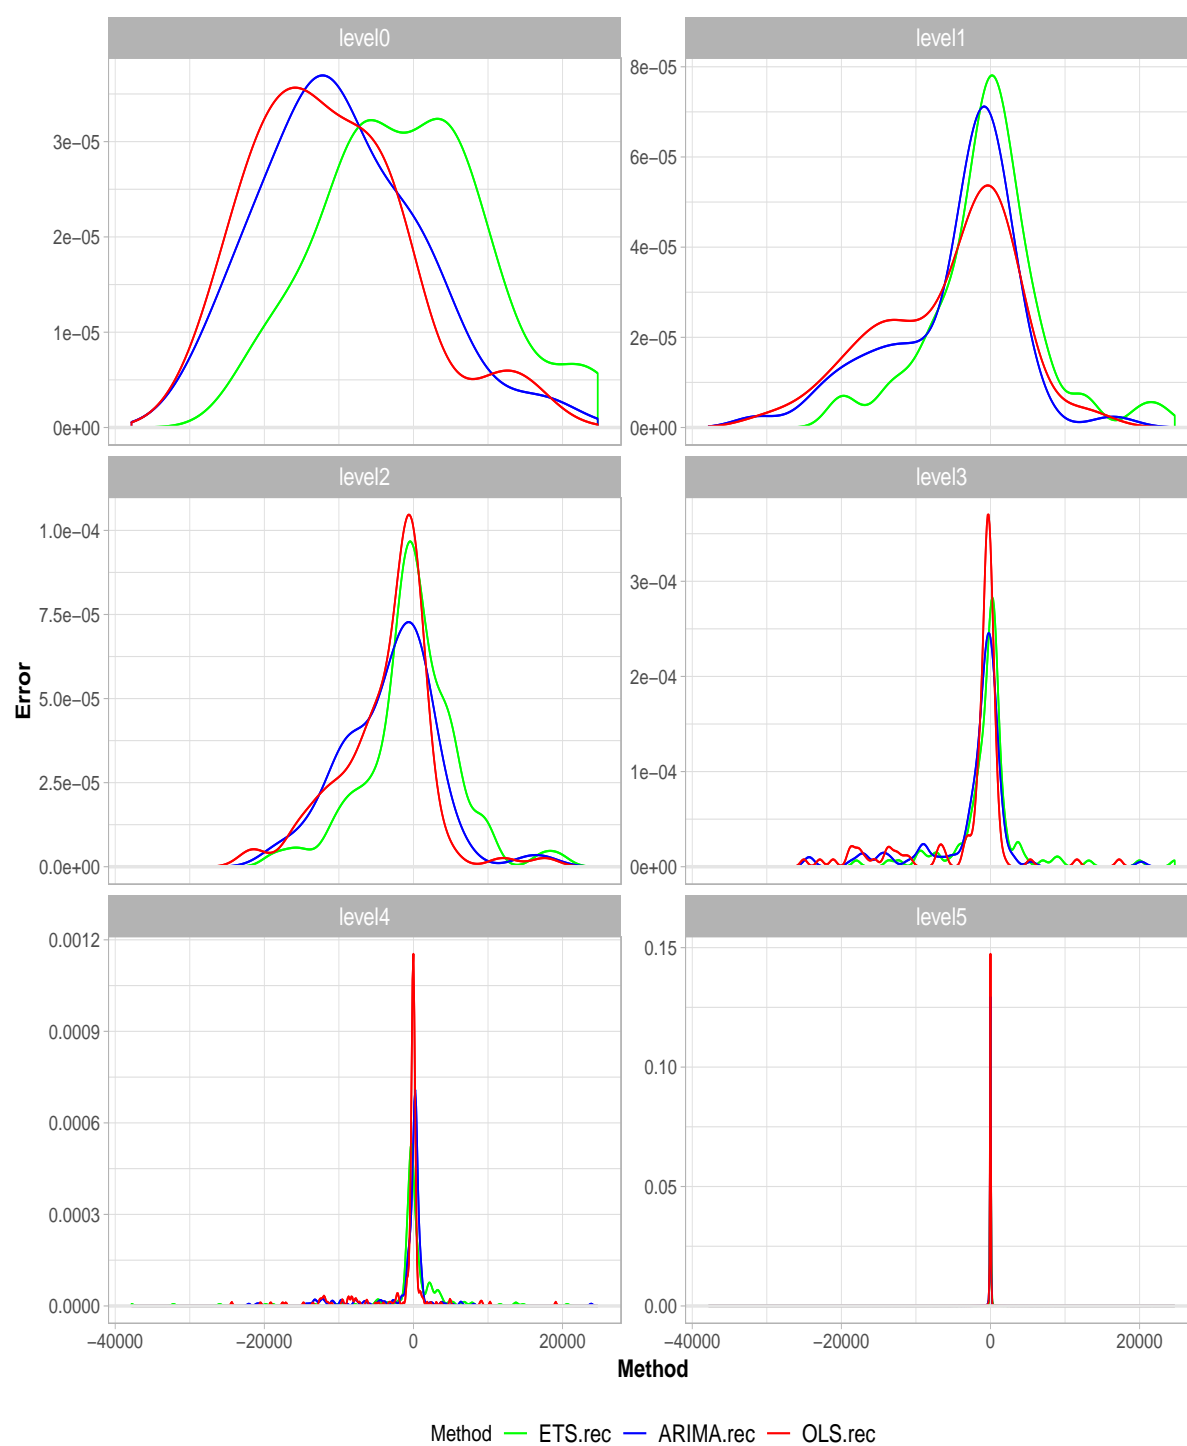 level0
level1
3e−05
2e−05
1e−05
0e+00
8e−05
6e−05
4e−05
2e−05
0e+00
level2
level3
1.0e−04
7.5e−05
5.0e−05
2.5e−05
0.0e+00
3e−04
2e−04
1e−04
0e+00
Error
level4
level5
0.0012
0.0009
0.0006
0.0003
0.0000
0.15
0.10
0.05
0.00
−40000 −20000 0 20000
−40000 −20000 0 20000
Method
Method ETS.rec ARIMA.rec OLS.rec